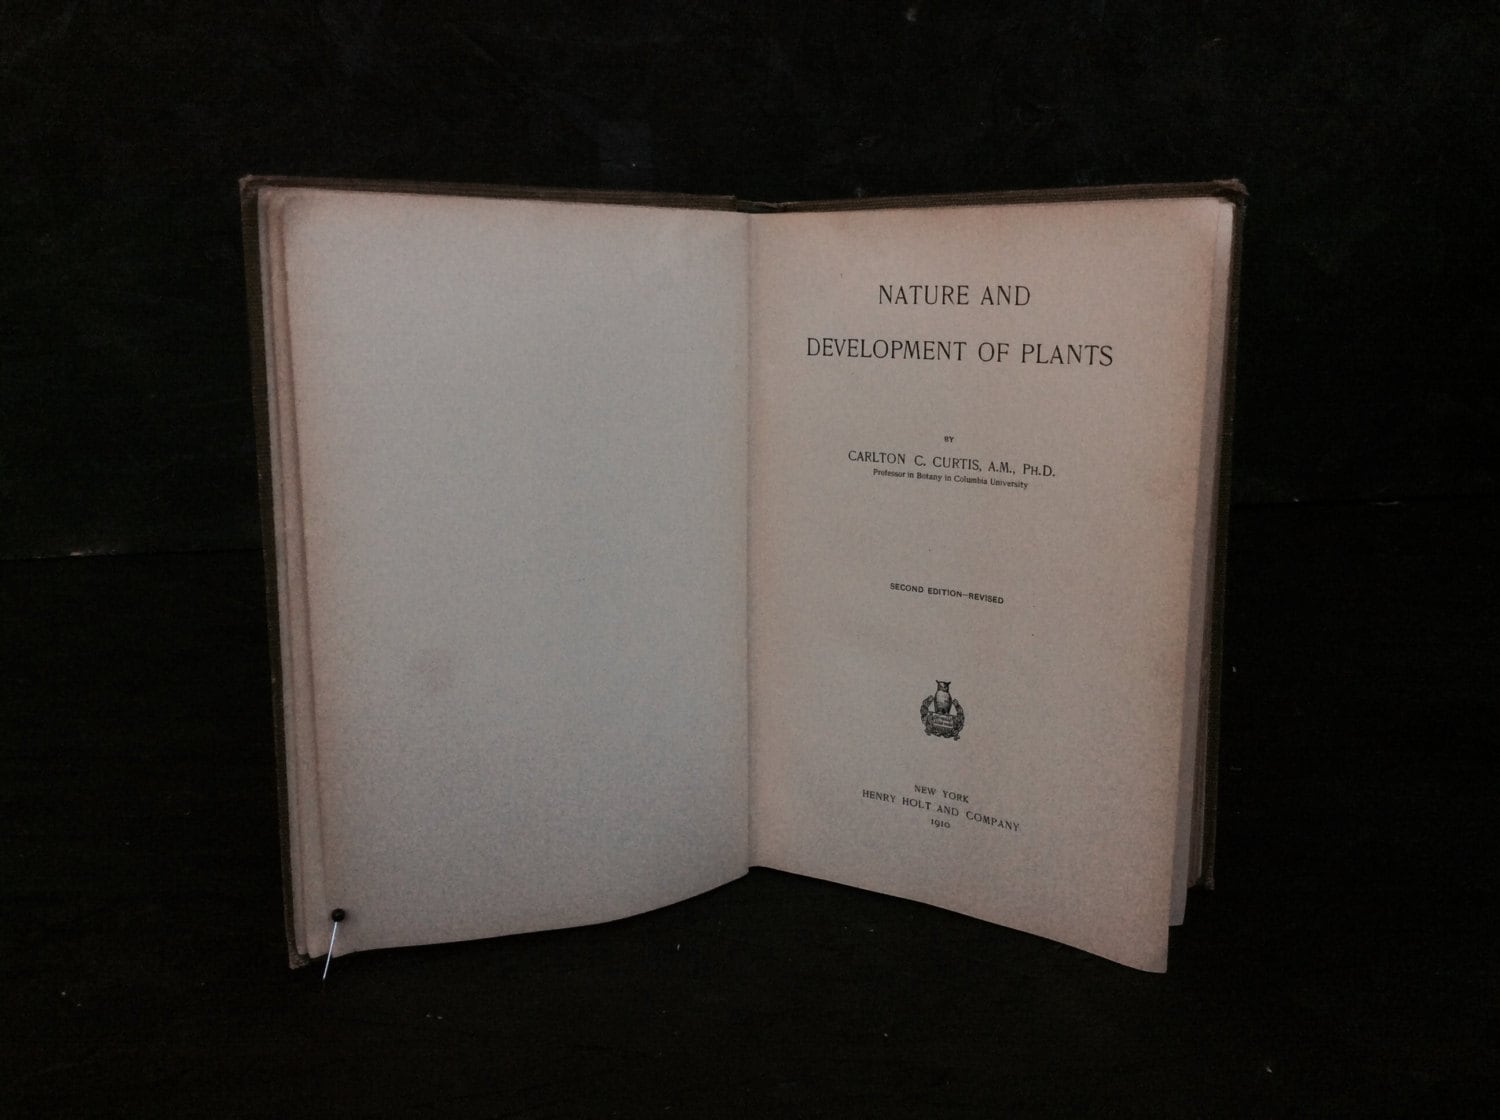 NATURE AND
DEVELOPMENT OF PLANTS
BY
CARLTON C. CURTIS, A.M., PH.D.
Professor in Botany in Columbia University
SECOND EDITION—REVISED
NEW YORK
HENRY HOLT AND COMPANY
1910